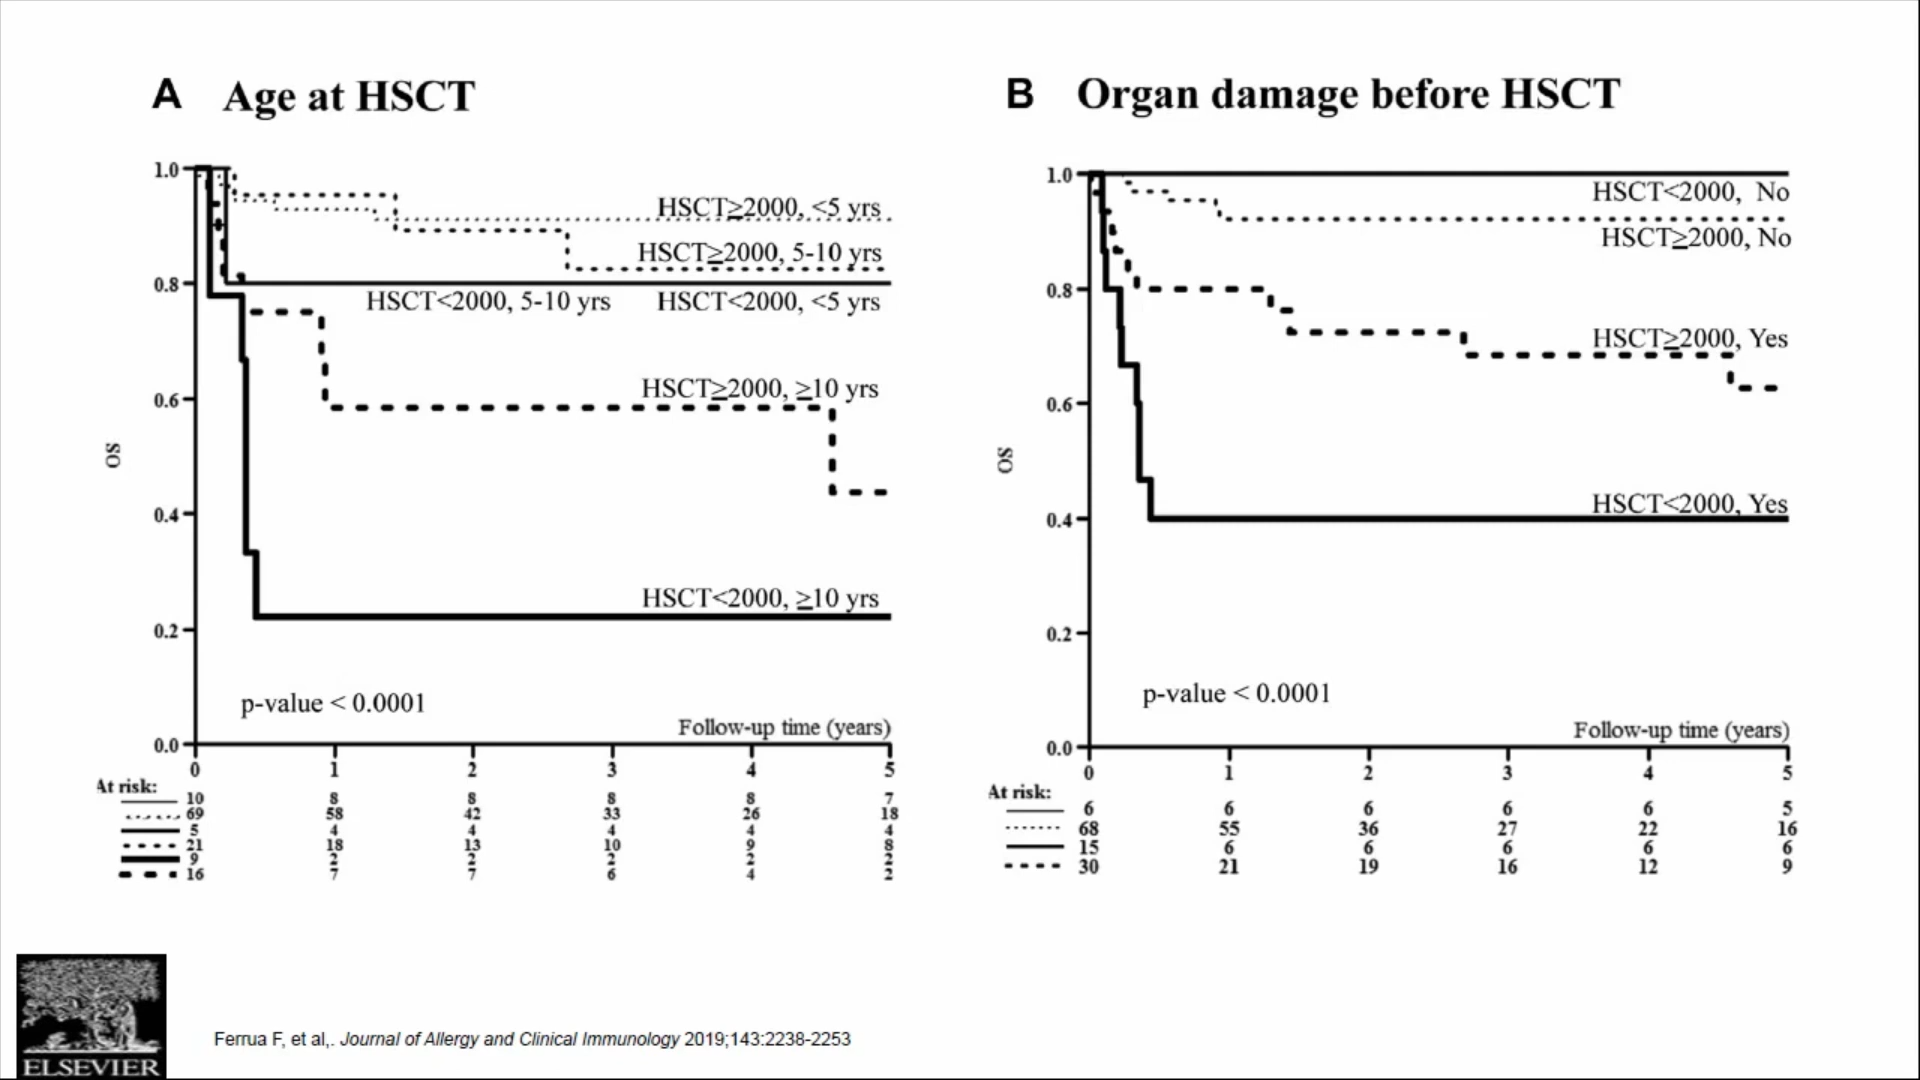 A Age at HSCT
1.0
0.8
0.6
0.4
0.2
0.0
OS
HSCT≥2000, <5 yrs
HSCT≥2000, 5-10 yrs
HSCT<2000, 5-10 yrs HSCT<2000, <5 yrs
HSCT≥2000, ≥10 yrs
HSCT<2000, ≥10 yrs
p-value < 0.0001
Follow-up time (years)
0 1 2 3 4 5
At risk:
10 8 8 8 8 7
69 58 42 33 26 18
5 4 4 4 4 4
21 18 13 10 9 8
9 2 2 2 2 2
16 7 7 6 4 2
B Organ damage before HSCT
1.0
0.8
0.6
0.4
0.2
0.0
OS
HSCT<2000, No
HSCT≥2000, No
HSCT≥2000, Yes
HSCT<2000, Yes
p-value < 0.0001
Follow-up time (years)
0 1 2 3 4 5
At risk:
6 6 6 6 6 5
68 55 36 27 22 16
15 6 6 6 6 6
30 21 19 16 12 9
ELSEVIER
Ferrua F, et al,. Journal of Allergy and Clinical Immunology 2019;143:2238-2253